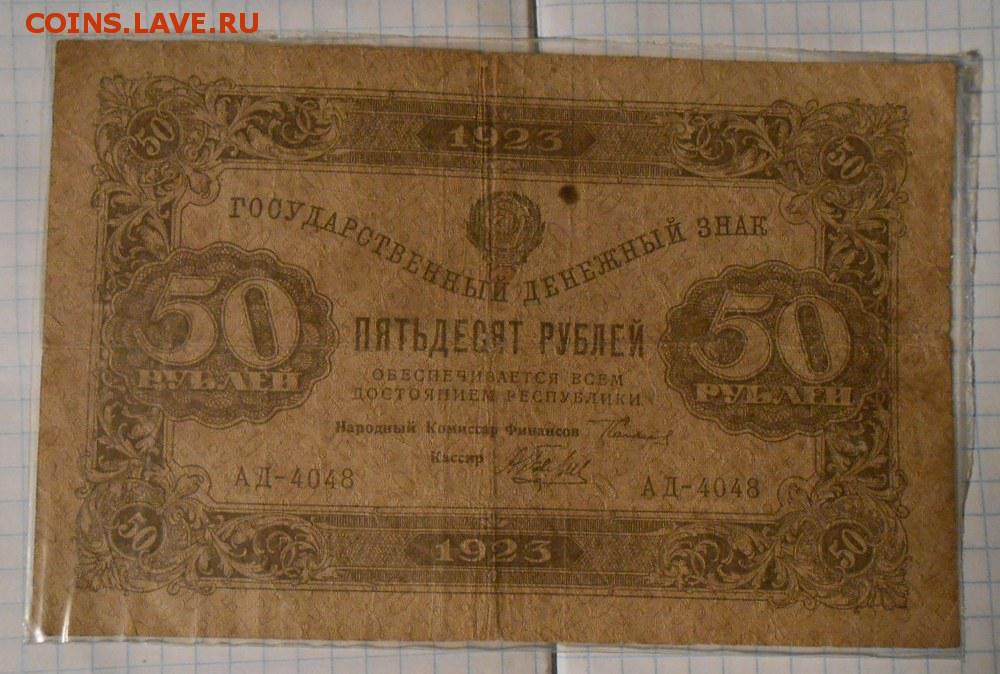 COINS.LAVE.RU
1923
50
50
ГОСУДАРСТВЕННЫЙ ДЕНЕЖНЫЙ ЗНАК
50
РУБЛЕЙ
ПЯТЬДЕСЯТ РУБЛЕЙ
50
РУБЛЕЙ
ОБЕСПЕЧИВАЕТСЯ ВСЕМ
ДОСТОЯНИЕМ РЕСПУБЛИКИ
Народный Комиссар Финансов
Кассир
АД-4048
АД-4048
50
1923
50